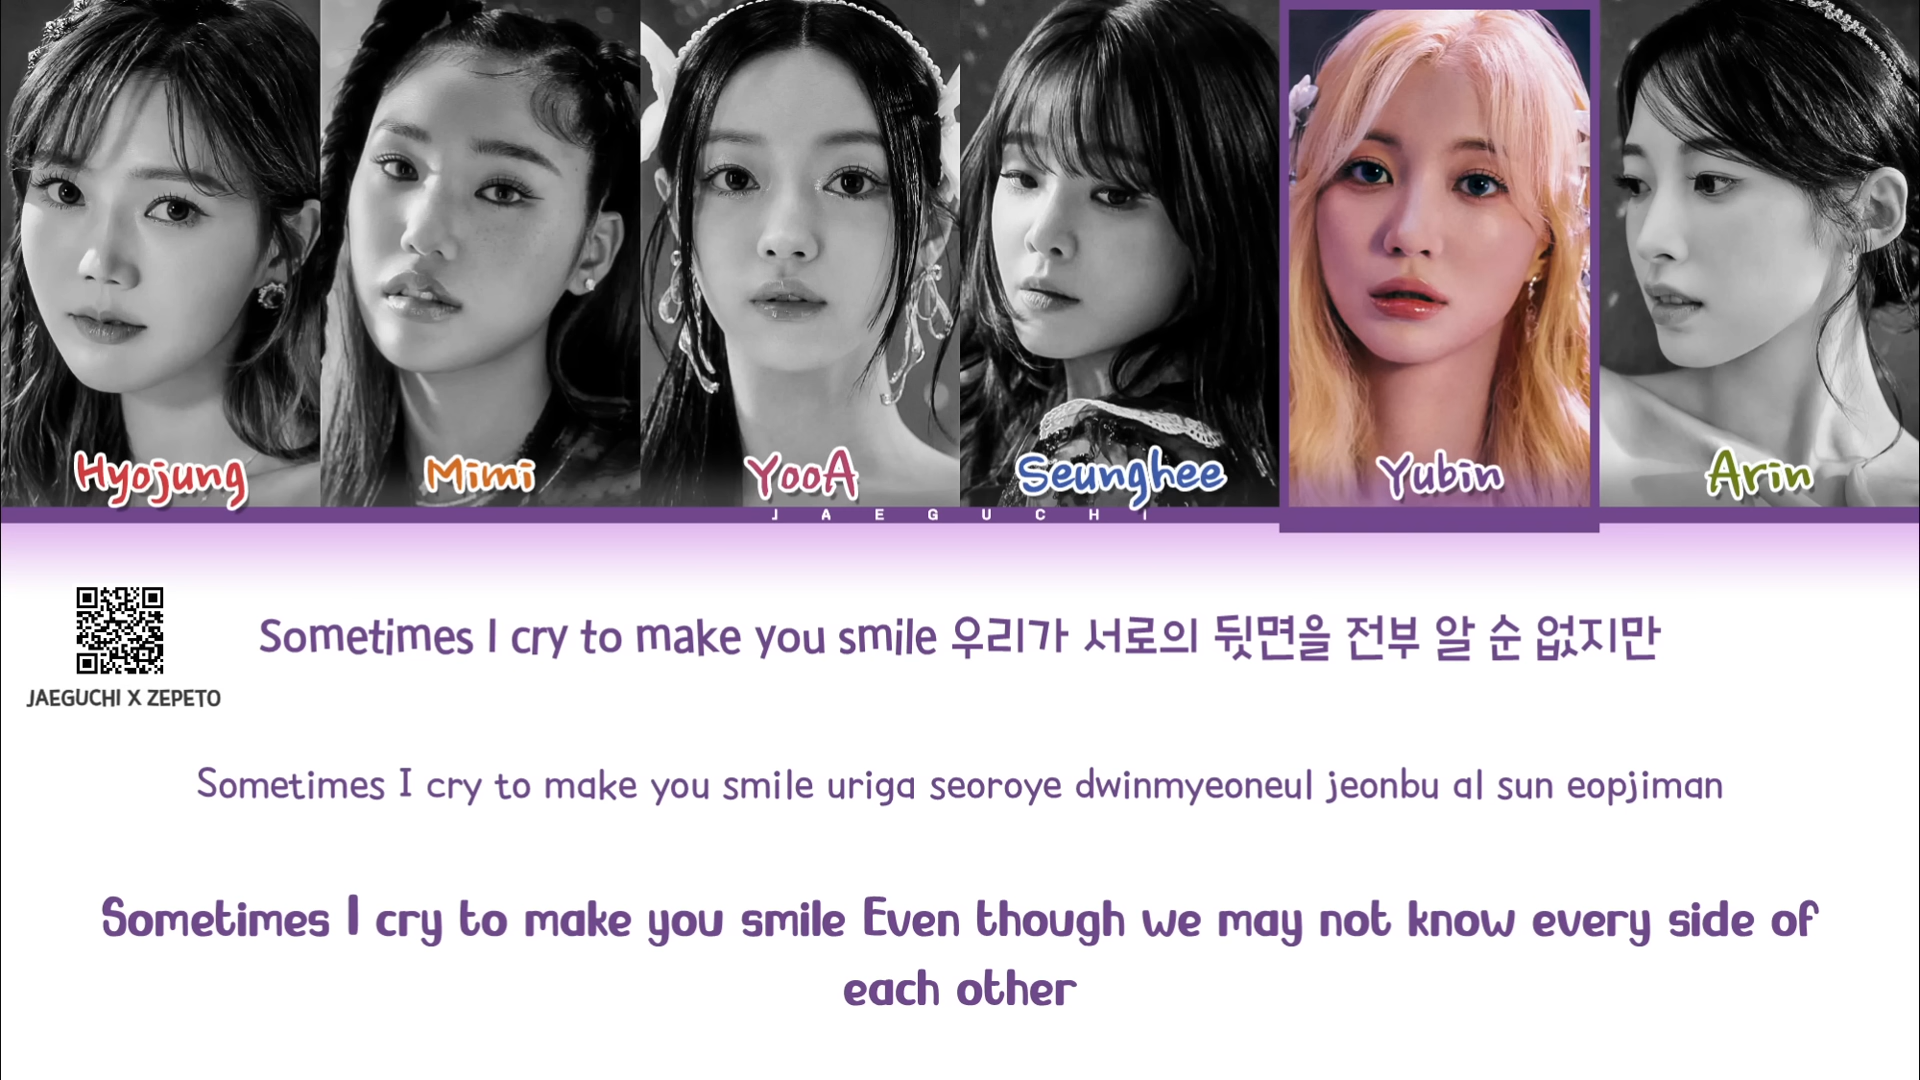 Hyojung
Mimi
YooA
Seunghee
Yubin
Arin
JAEGUCHI
JAEGUCHI X ZEPETO
Sometimes I cry to make you smile 우리가 서로의 뒷면을 전부 알 순 없지만
Sometimes I cry to make you smile uriga seoroye dwinmyeoneul jeonbu al sun eopjiman
Sometimes I cry to make you smile Even though we may not know every side of
each other